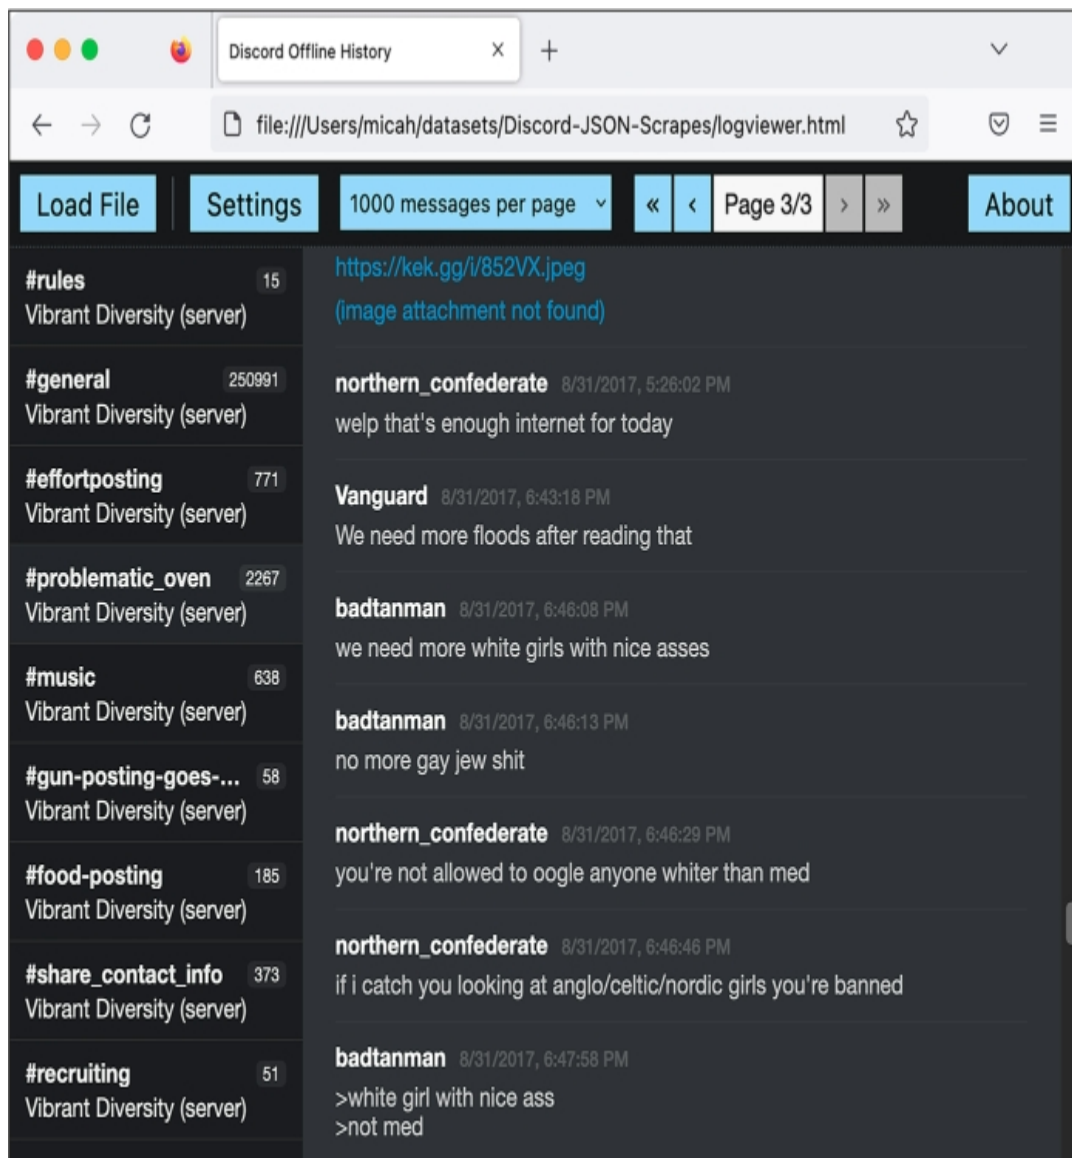 Discord Offline History
file:///Users/micah/datasets/Discord-JSON-Scrapes/logviewer.html
Load File
Settings
1000 messages per page
«
‹
Page 3/3
›
»
About
#rules 15
Vibrant Diversity (server)
#general 250991
Vibrant Diversity (server)
#effortposting 771
Vibrant Diversity (server)
#problematic_oven 2267
Vibrant Diversity (server)
#music 638
Vibrant Diversity (server)
#gun-posting-goes-... 58
Vibrant Diversity (server)
#food-posting 185
Vibrant Diversity (server)
#share_contact_info 373
Vibrant Diversity (server)
#recruiting 51
Vibrant Diversity (server)
https://kek.gg/i/852VX.jpeg
(image attachment not found)
northern_confederate 8/31/2017, 5:26:02 PM
welp that's enough internet for today
Vanguard 8/31/2017, 6:43:18 PM
We need more floods after reading that
badtanman 8/31/2017, 6:46:08 PM
we need more white girls with nice asses
badtanman 8/31/2017, 6:46:13 PM
no more gay jew shit
northern_confederate 8/31/2017, 6:46:29 PM
you're not allowed to oogle anyone whiter than med
northern_confederate 8/31/2017, 6:46:46 PM
if i catch you looking at anglo/celtic/nordic girls you're banned
badtanman 8/31/2017, 6:47:58 PM
>white girl with nice ass
>not med